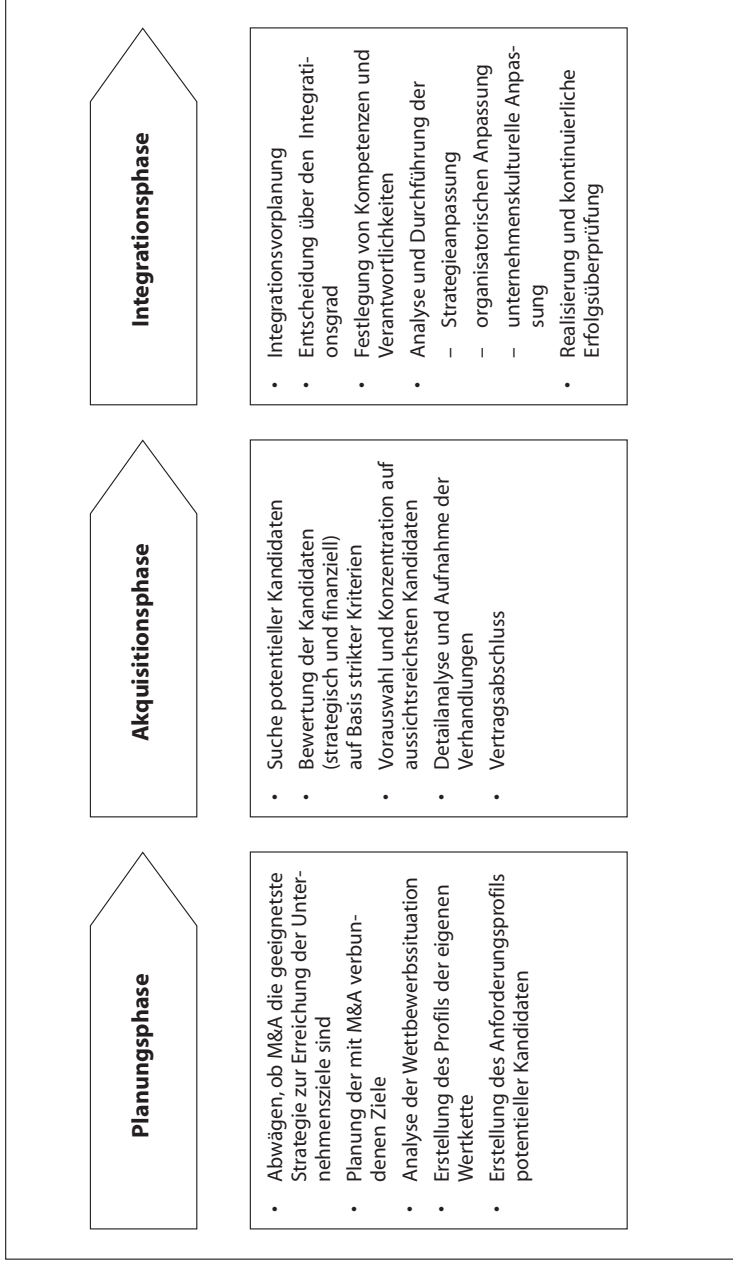 Planungsphase
• Abwägen, ob M&A die geeignetste
Strategie zur Erreichung der Unter-
nehmensziele sind
• Planung der mit M&A verbun-
denen Ziele
• Analyse der Wettbewerbssituation
• Erstellung des Profils der eigenen
Wertkette
• Erstellung des Anforderungsprofils
potentieller Kandidaten
Akquisitionsphase
• Suche potentieller Kandidaten
• Bewertung der Kandidaten
(strategisch und finanziell)
auf Basis strikter Kriterien
• Vorauswahl und Konzentration auf
aussichtsreichsten Kandidaten
• Detailanalyse und Aufnahme der
Verhandlungen
• Vertragsabschluss
Integrationsphase
• Integrationsvorplanung
• Entscheidung über den Integrati-
onsgrad
• Festlegung von Kompetenzen und
Verantwortlichkeiten
• Analyse und Durchführung der
– Strategieanpassung
– organisatorischen Anpassung
– unternehmenskulturelle Anpas-
sung
• Realisierung und kontinuierliche
Erfolgsüberprüfung